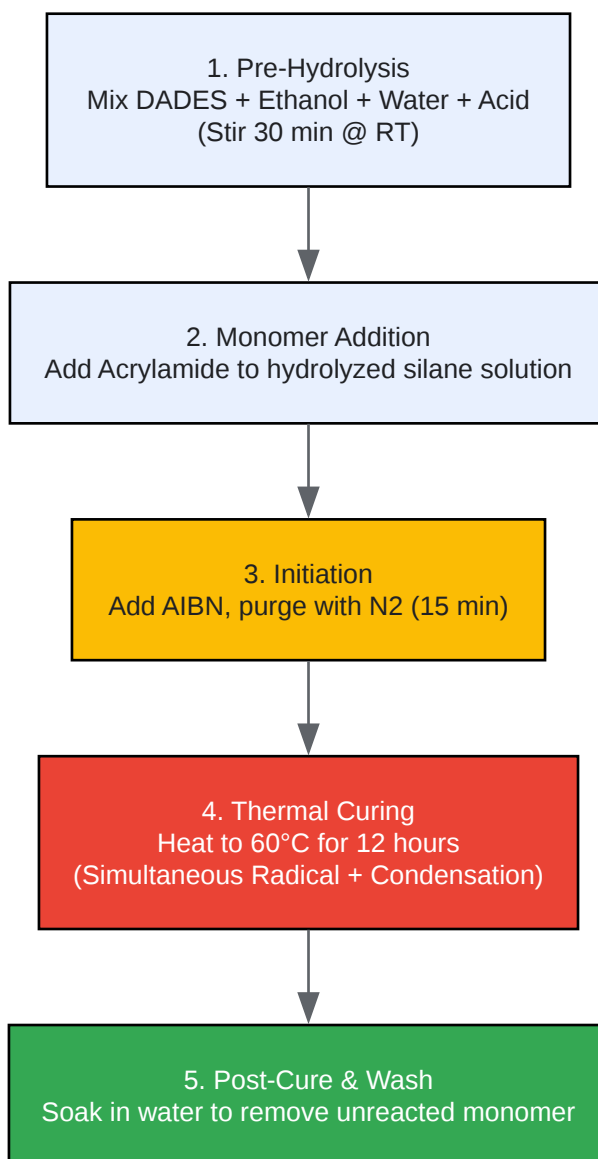 1. Pre-Hydrolysis
Mix DADES + Ethanol + Water + Acid
(Stir 30 min @ RT)
2. Monomer Addition
Add Acrylamide to hydrolyzed silane solution
3. Initiation
Add AIBN, purge with N2 (15 min)
4. Thermal Curing
Heat to 60°C for 12 hours
(Simultaneous Radical + Condensation)
5. Post-Cure & Wash
Soak in water to remove unreacted monomer